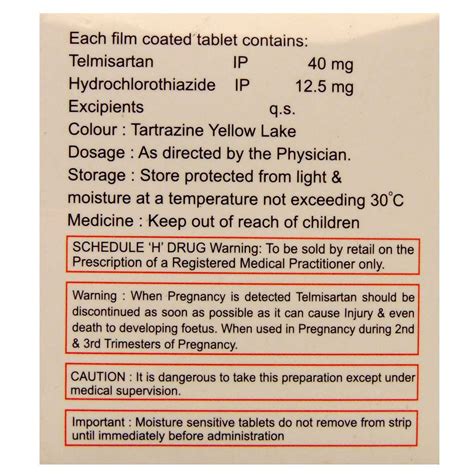 Each film coated tablet contains:
Telmisartan IP 40 mg
Hydrochlorothiazide IP 12.5 mg
Excipients q.s.
Colour : Tartrazine Yellow Lake
Dosage : As directed by the Physician.
Storage : Store protected from light &
moisture at a temperature not exceeding 30°C
Medicine : Keep out of reach of children
SCHEDULE 'H' DRUG Warning: To be sold by retail on the
Prescription of a Registered Medical Practitioner only.
Warning : When Pregnancy is detected Telmisartan should be
discontinued as soon as possible as it can cause Injury & even
death to developing foetus. When used in Pregnancy during 2nd
& 3rd Trimesters of Pregnancy.
CAUTION : It is dangerous to take this preparation except under
medical supervision.
Important : Moisture sensitive tablets do not remove from strip
until immediately before administration